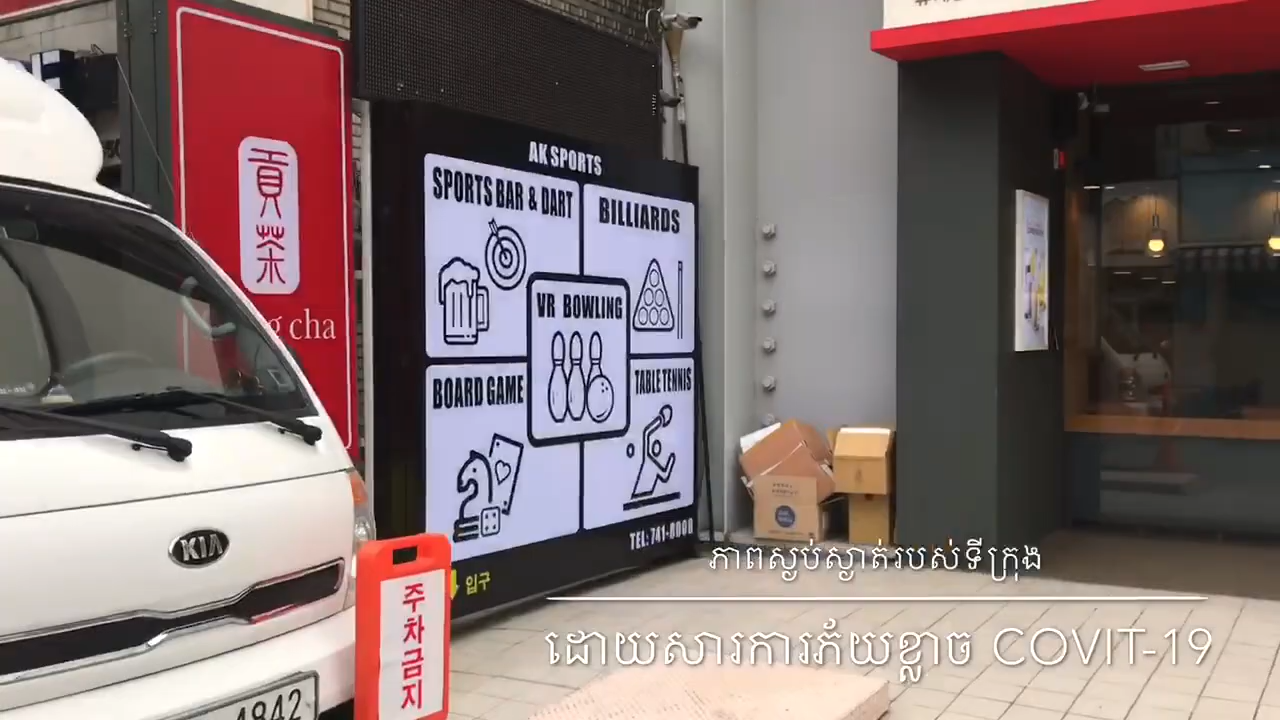 貢茶
cha
AK SPORTS
SPORTS BAR & DART
BILLIARDS
VR BOWLING
BOARD GAME
TABLE TENNIS
TEL: 741-8000
입구
KIA
주차금지
4842
ភាពស្ងប់ស្ងាត់របស់ទីក្រុង
ដោយសារការភ័យខ្លាច COVIT-19